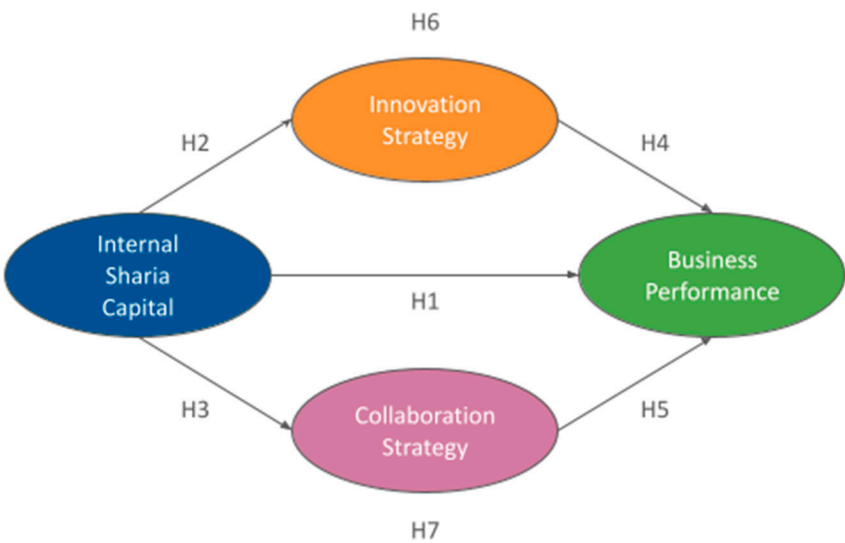 H6
Innovation
Strategy
H2
H4
Internal
Sharia
Capital
Business
Performance
H1
H3
H5
Collaboration
Strategy
H7